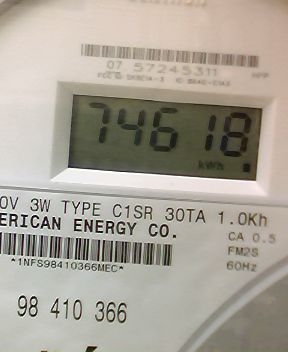 07 57245311
74618
kWh
0V 3W TYPE C1SR 30TA 1.0Kh
ERICAN ENERGY CO.
CA 0.5
FM2S
60Hz
*1NFS98410366MEC*
98 410 366